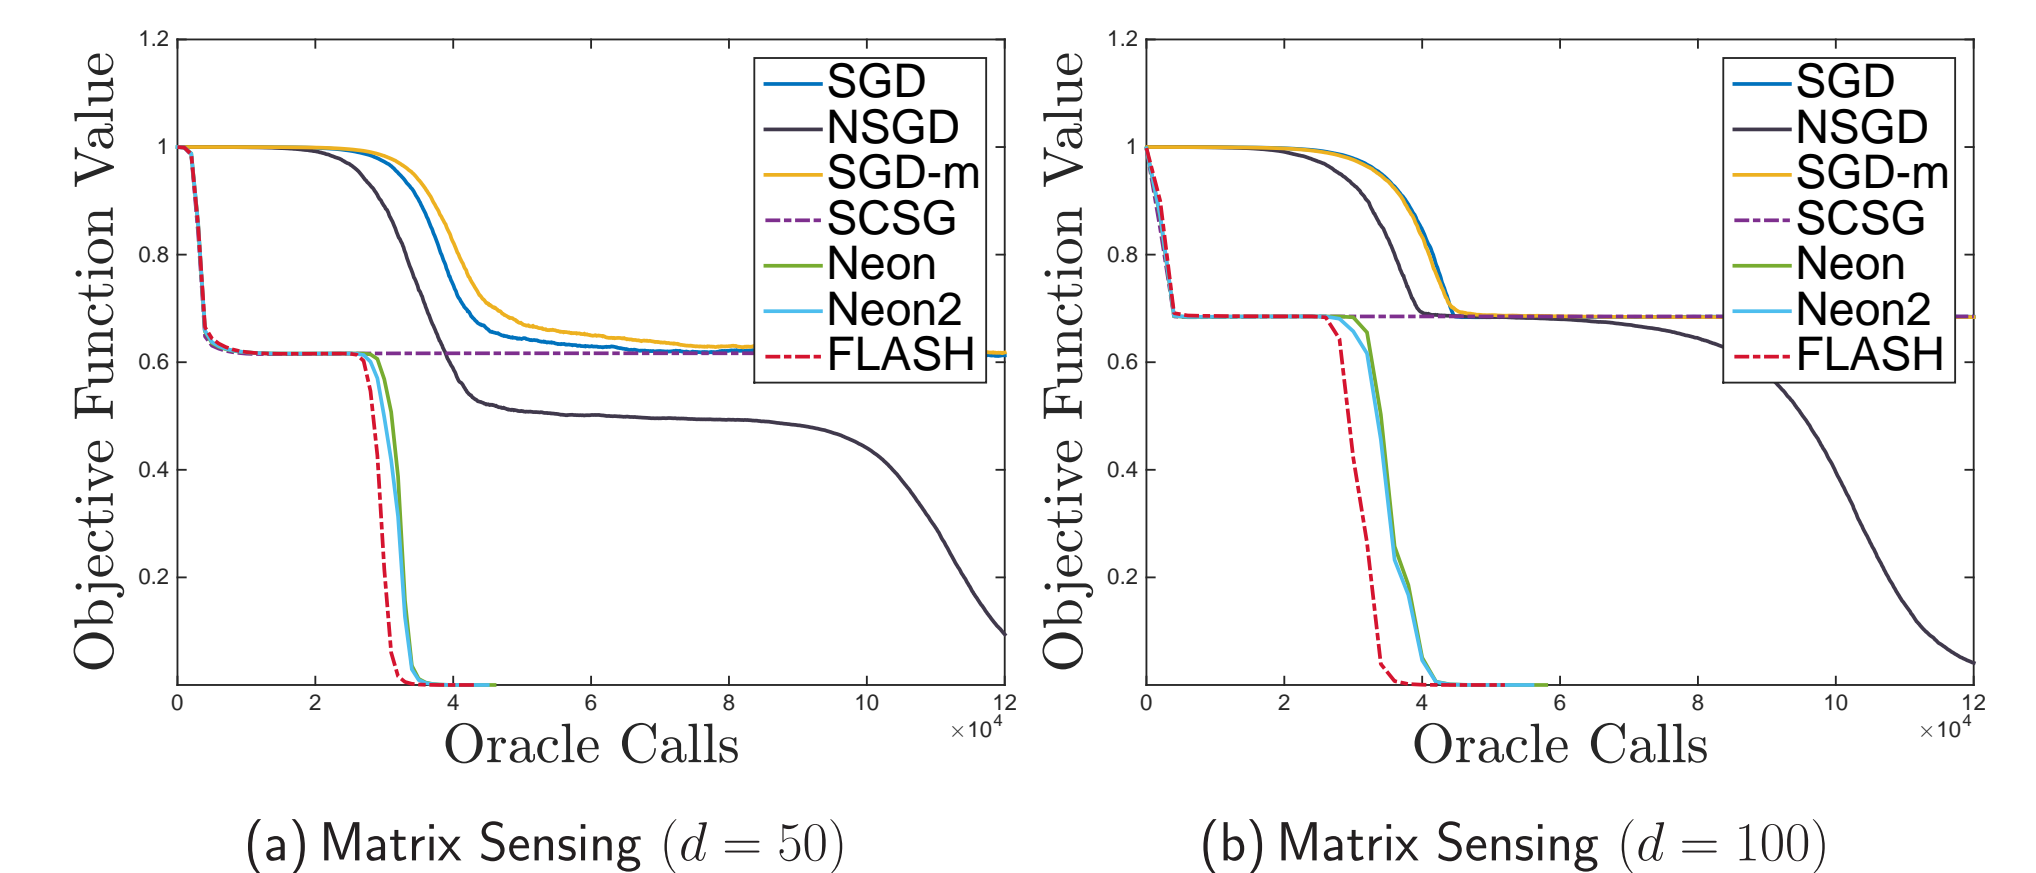 1.2
1
0.8
0.6
0.4
0.2
0 2 4 6 8 10 12
×10⁴
Objective Function Value
Oracle Calls
SGD
NSGD
SGD-m
SCSG
Neon
Neon2
FLASH
(a) Matrix Sensing (d = 50)
1.2
1
0.8
0.6
0.4
0.2
0 2 4 6 8 10 12
×10⁴
Objective Function Value
Oracle Calls
SGD
NSGD
SGD-m
SCSG
Neon
Neon2
FLASH
(b) Matrix Sensing (d = 100)